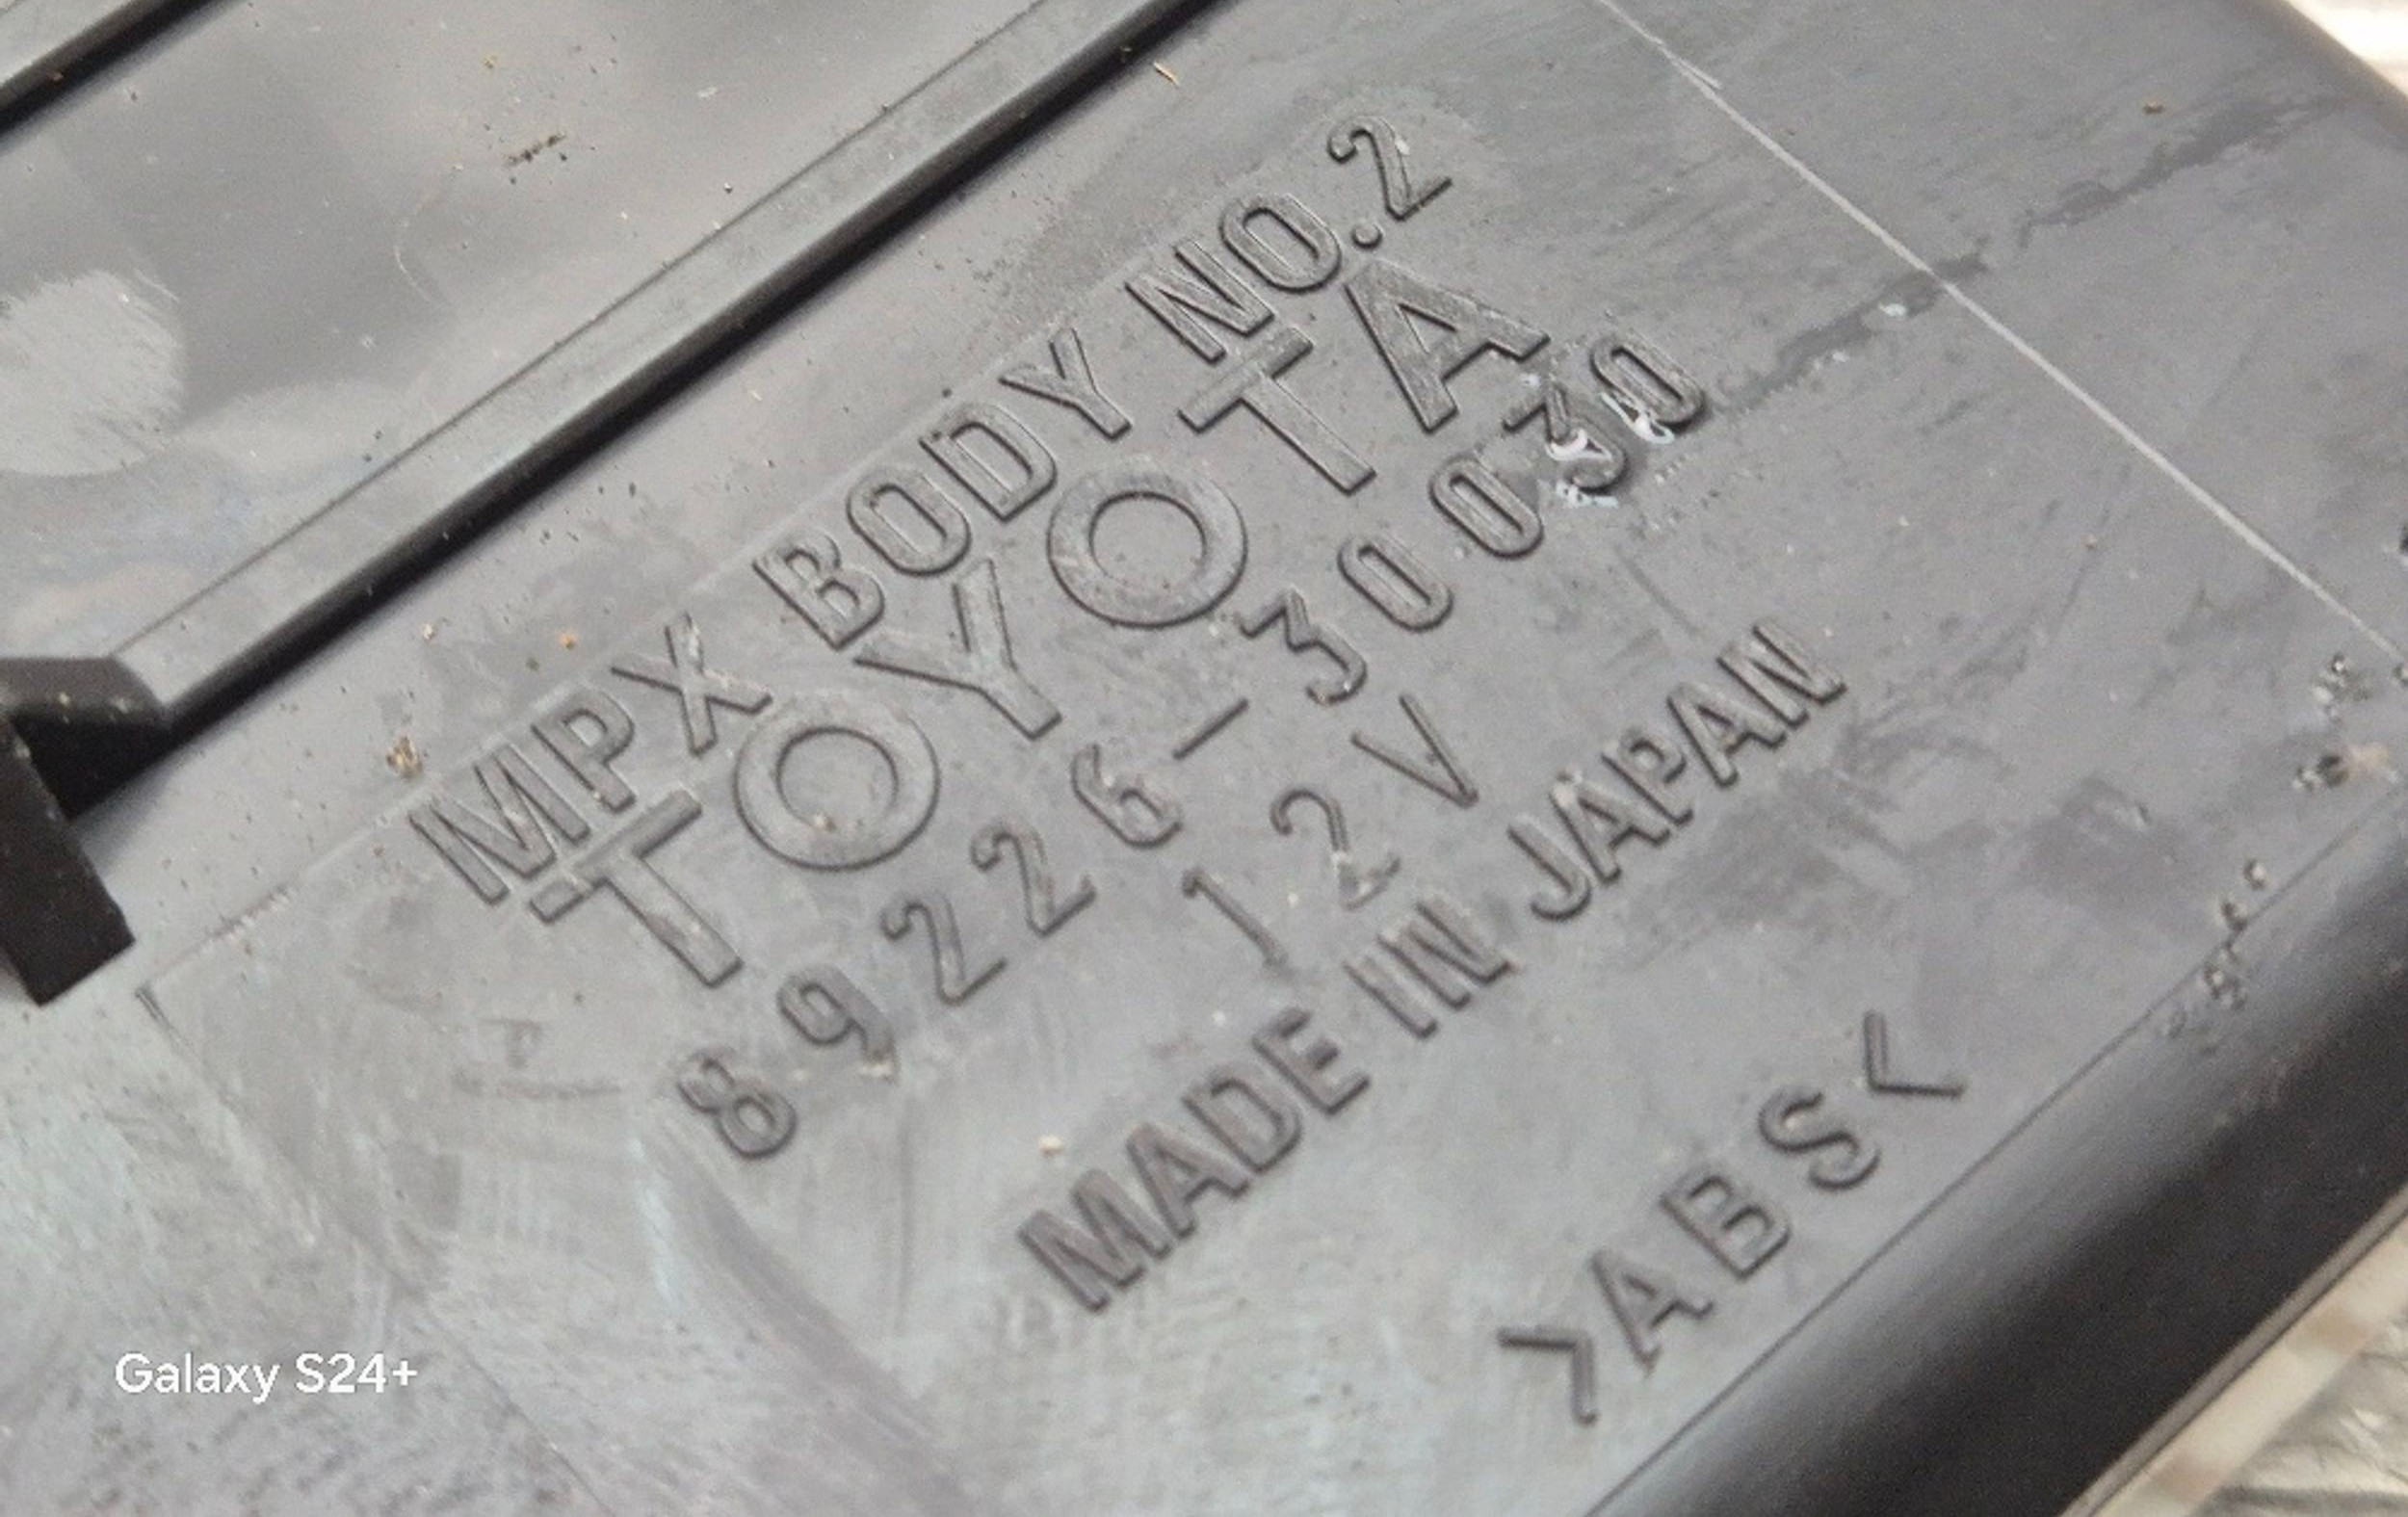 MPX BODY NO.2
TOYOTA
89226-30030
12V
MADE IN JAPAN
>ABS<
Galaxy S24+